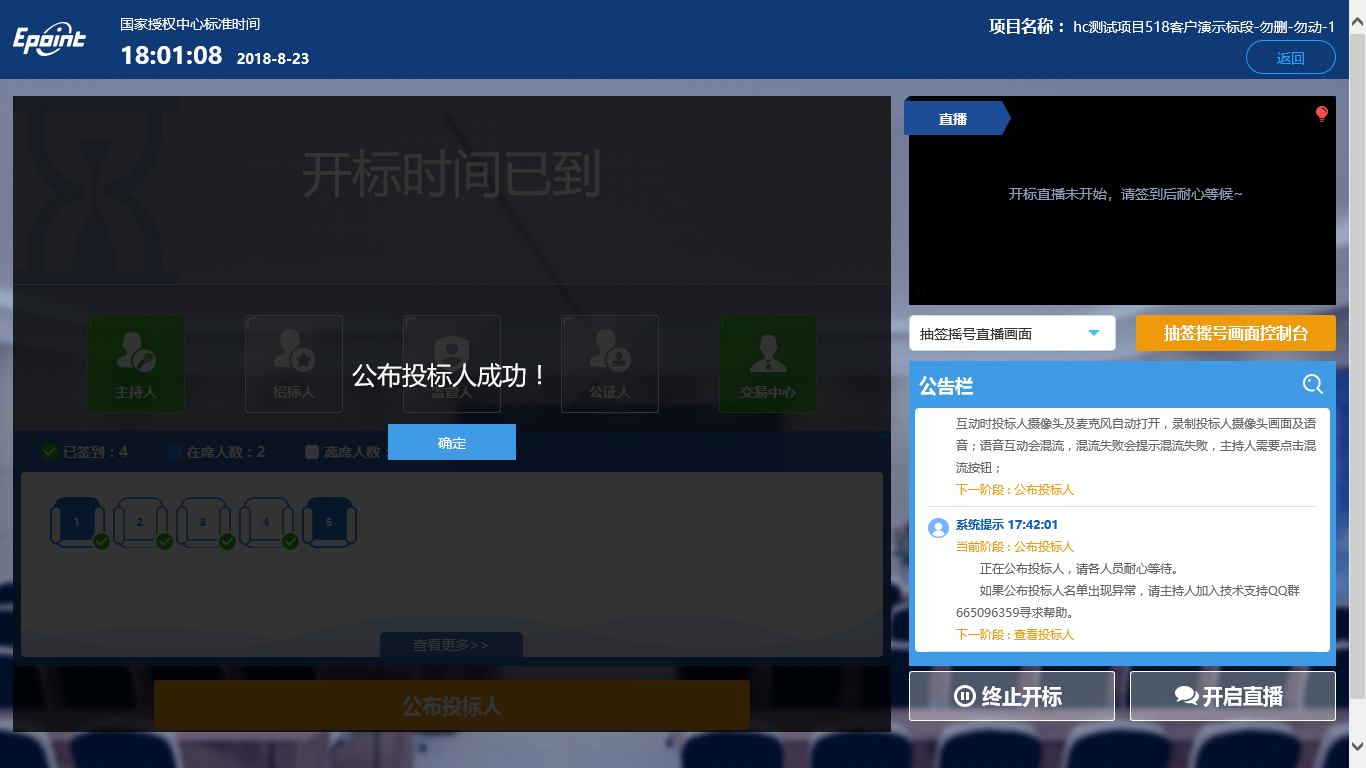 Epoint
国家授权中心标准时间
18:01:08 2018-8-23
项目名称： hc测试项目518客户演示标段-勿删-勿动-1
返回
开标时间已到
主持人
招标人
监管人
公证人
交易中心
公布投标人成功！
确定
已签到：4 在席人数：2 离席人数：
1 2 3 4 5
查看更多>>
公布投标人
直播
开标直播未开始，请签到后耐心等候~
抽签摇号直播画面
抽签摇号画面控制台
公告栏
互动时投标人摄像头及麦克风自动打开，录制投标人摄像头画面及语
音；语音互动会混流，混流失败会提示混流失败，主持人需要点击混
流按钮；
下一阶段：公布投标人
系统提示 17:42:01
当前阶段：公布投标人
正在公布投标人，请各人员耐心等待。
如果公布投标人名单出现异常，请主持人加入技术支持QQ群
665096359寻求帮助。
下一阶段：查看投标人
终止开标
开启直播